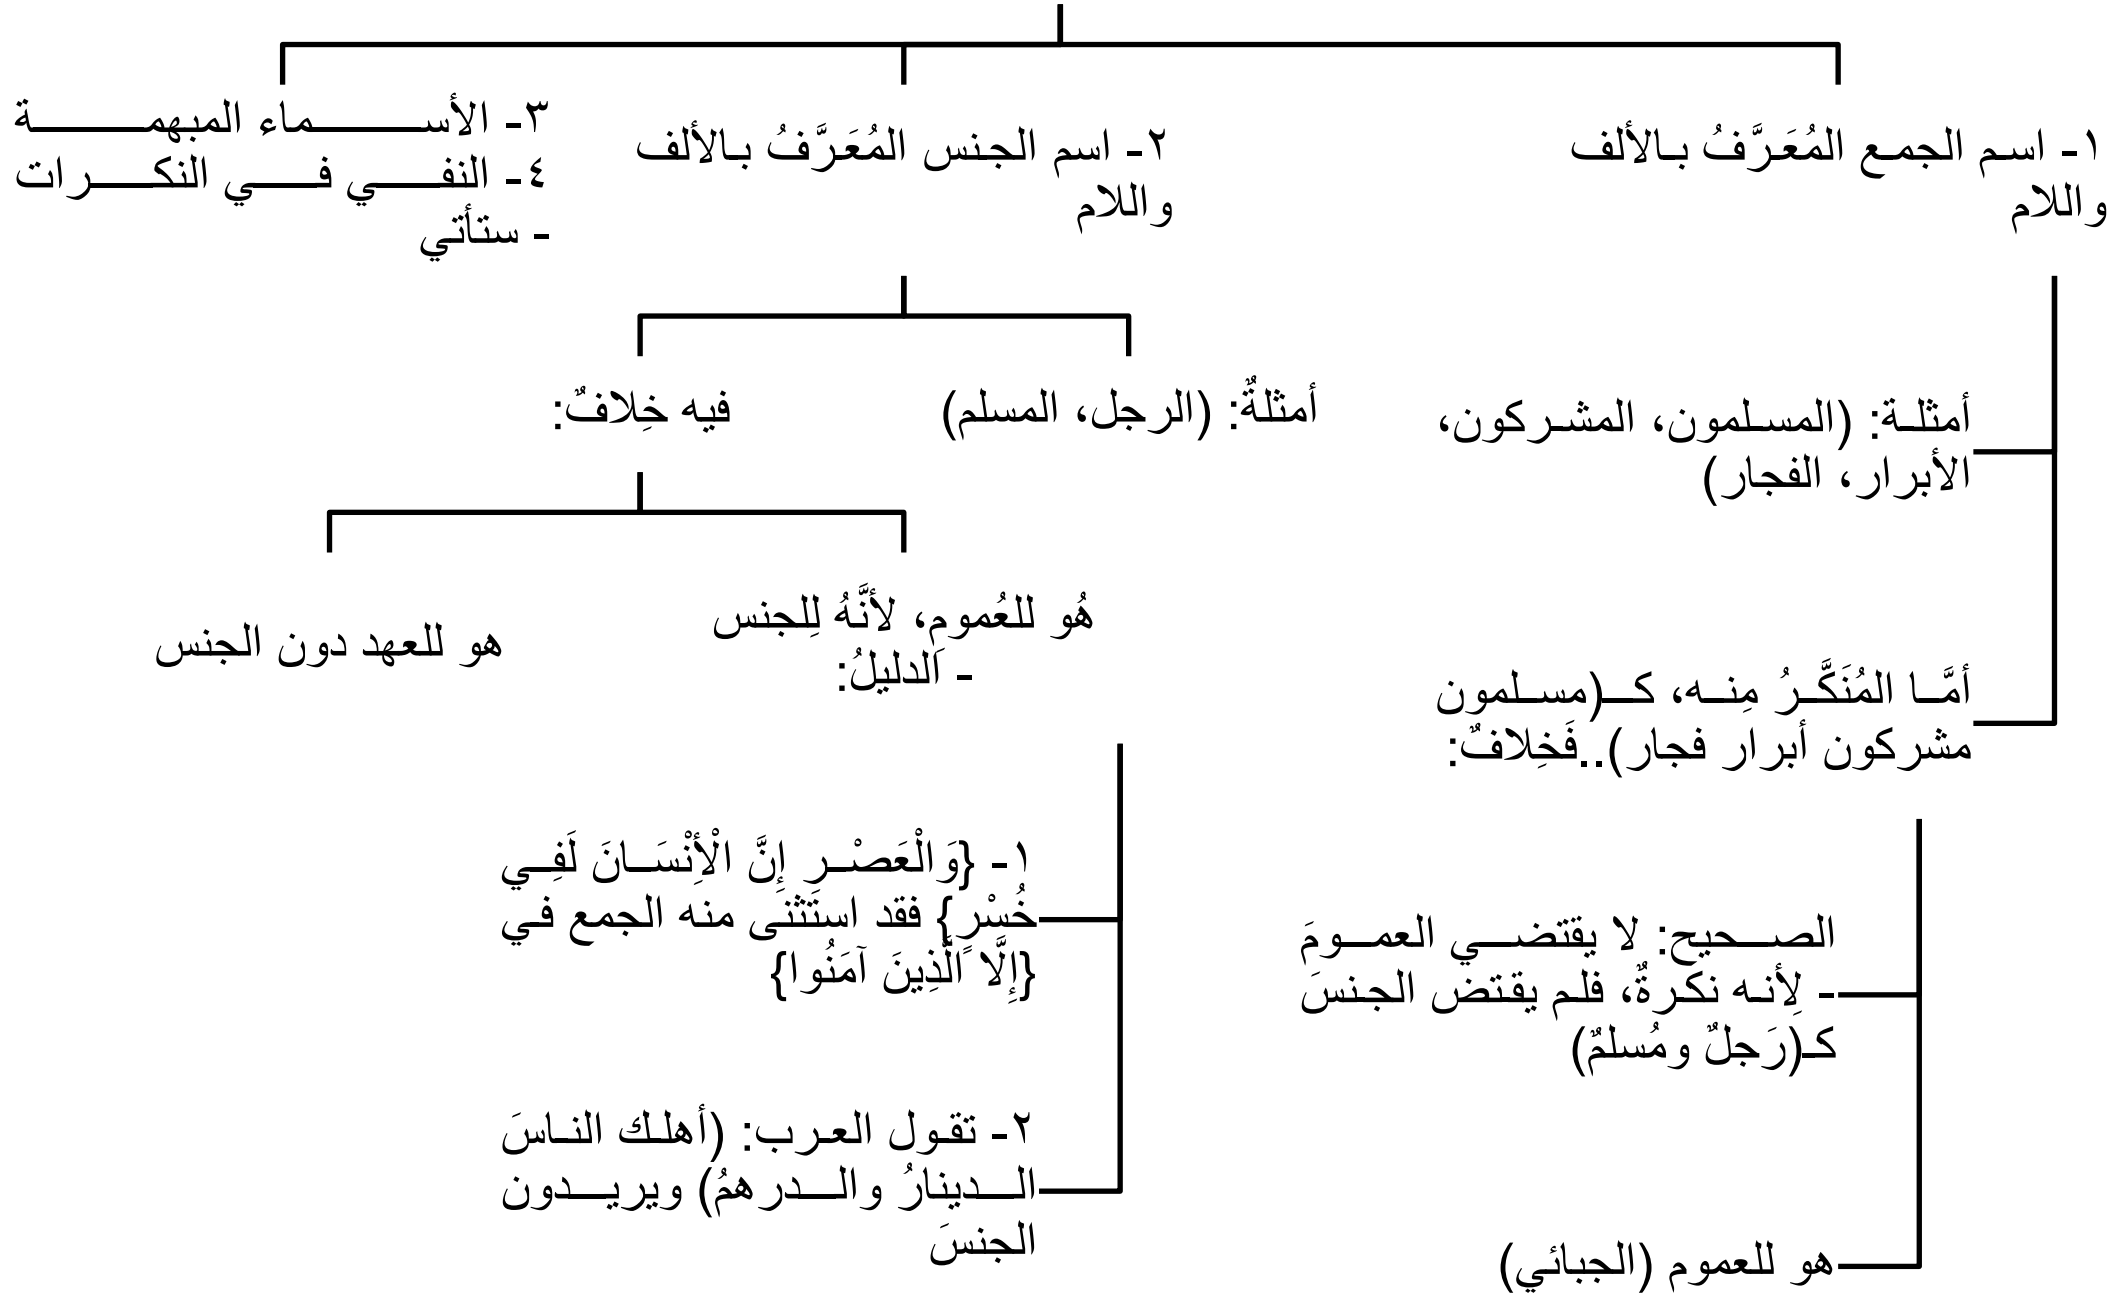 ١- اسم الجمع المُعَرَّفُ بالألف
واللام
٢- اسم الجنس المُعَرَّفُ بالألف
واللام
٣- الأسماء المبهمة
٤- النفي في النكرات
- ستأتي
أمثلة: (المسلمون، المشركون،
الأبرار، الفجار)
أمثلةٌ: (الرجل، المسلم)
فيه خِلافٌ:
أمَّا المُنَكَّرُ مِنه، كـ(مسلمون
مشركون أبرار فجار)..فَخِلافٌ:
هُو للعُمومِ، لأنَّهُ لِلجنس
- الدليلُ:
هو للعهد دون الجنس
الصحيح: لا يقتضي العمومَ
- لِأنه نكرةٌ، فلم يقتض الجنسَ
كـ(رَجلٌ ومُسلمٌ)
هو للعموم (الجبائي)
١- {وَالْعَصْرِ إِنَّ الْأِنْسَانَ لَفِي
خُسْرٍ} فقد استَثنى منه الجمع في
{إِلَّا الَّذِينَ آمَنُوا}
٢- تقول العرب: (أهلك الناسَ
الدينارُ والدرهمُ) ويريدون
الجنسَ